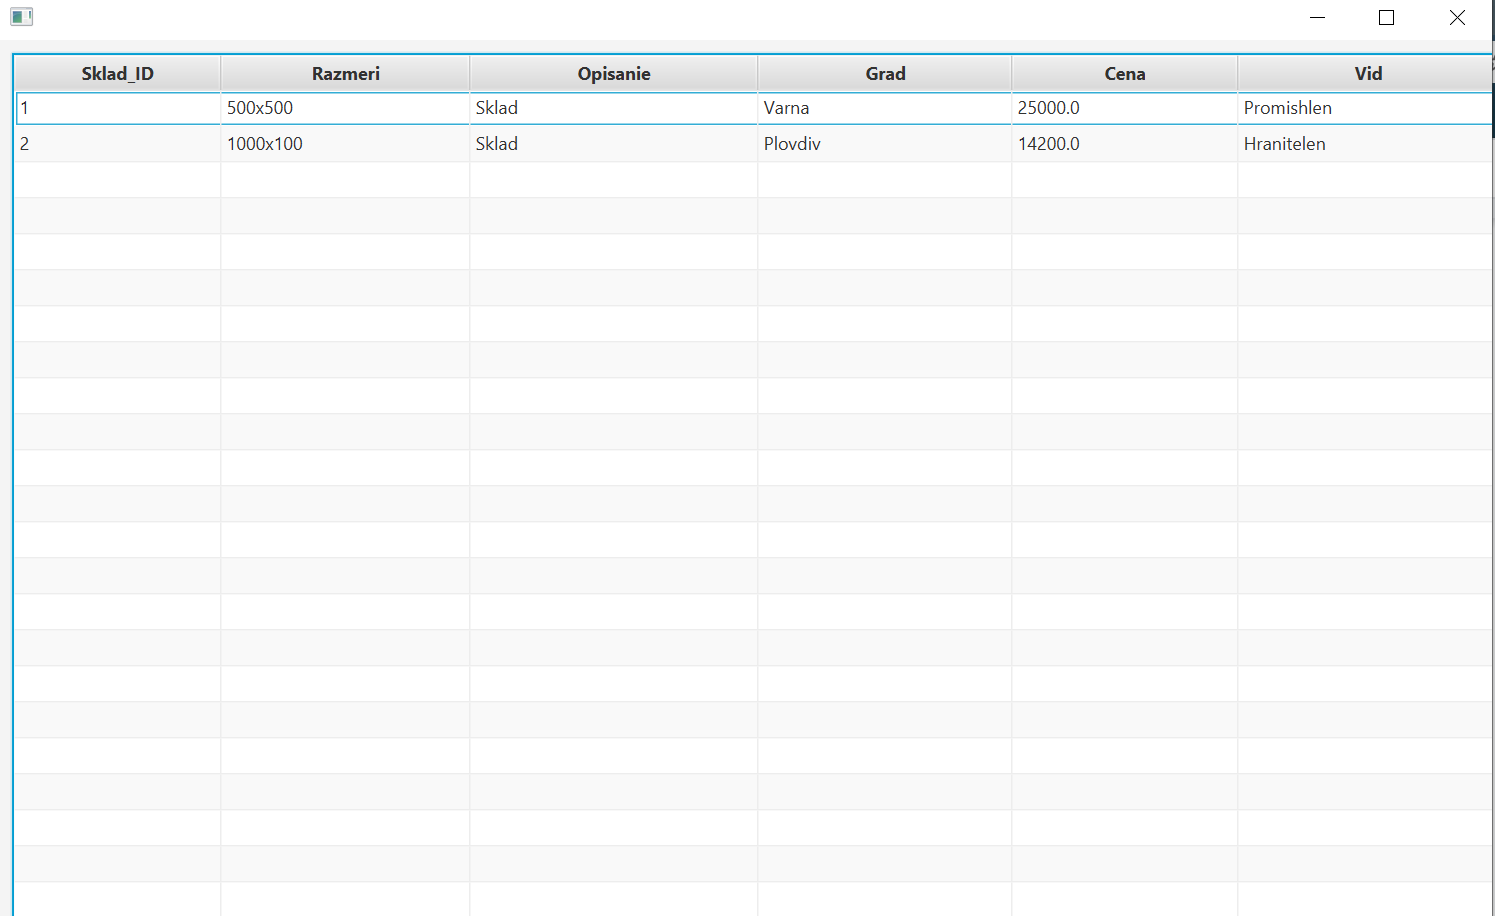 Sklad_ID Razmeri Opisanie Grad Cena Vid
1 500x500 Sklad Varna 25000.0 Promishlen
2 1000x100 Sklad Plovdiv 14200.0 Hranitelen